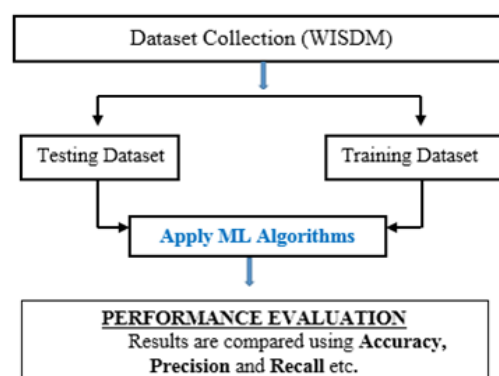 Dataset Collection (WISDM)
Testing Dataset
Training Dataset
Apply ML Algorithms
PERFORMANCE EVALUATION
Results are compared using Accuracy,
Precision and Recall etc.